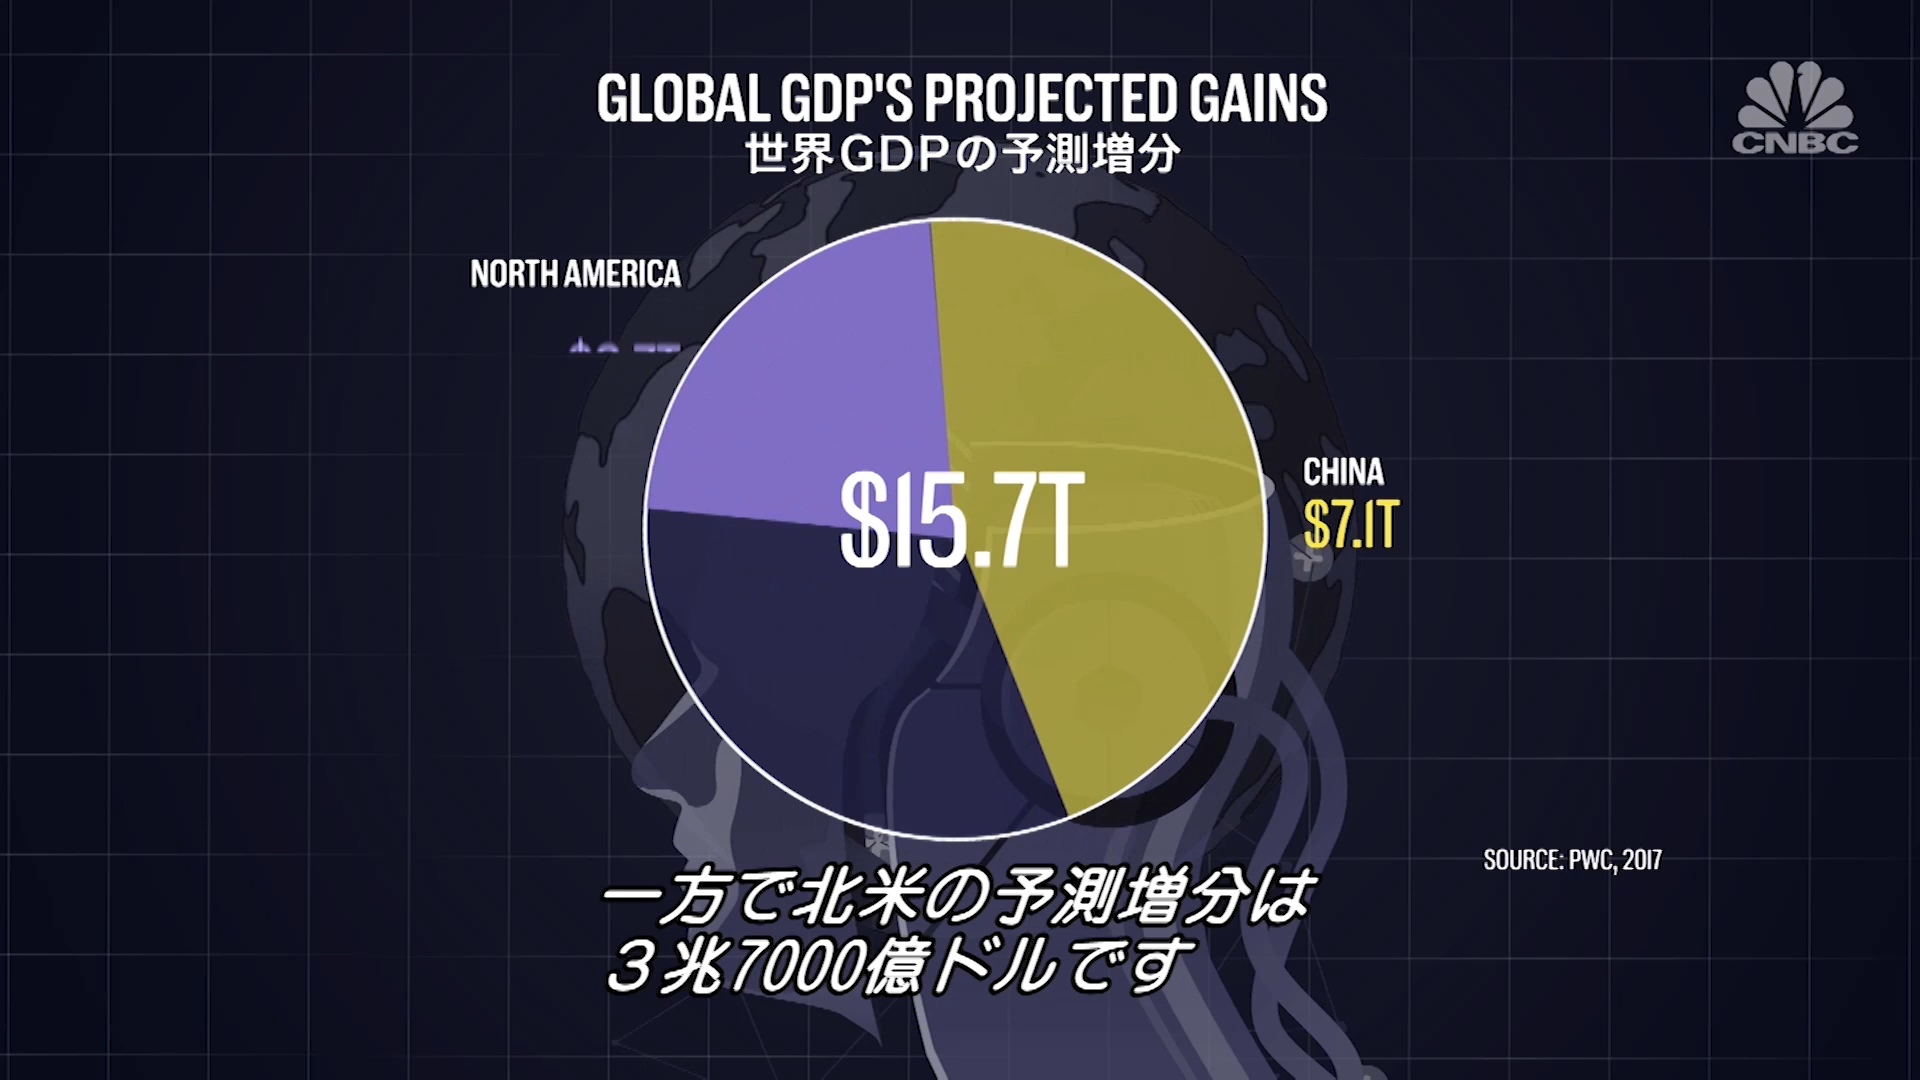 GLOBAL GDP'S PROJECTED GAINS
世界GDPの予測増分
CNBC
NORTH AMERICA
CHINA
$7.1T
$15.7T
SOURCE: PWC, 2017
一方で北米の予測増分は
３兆7000億ドルです